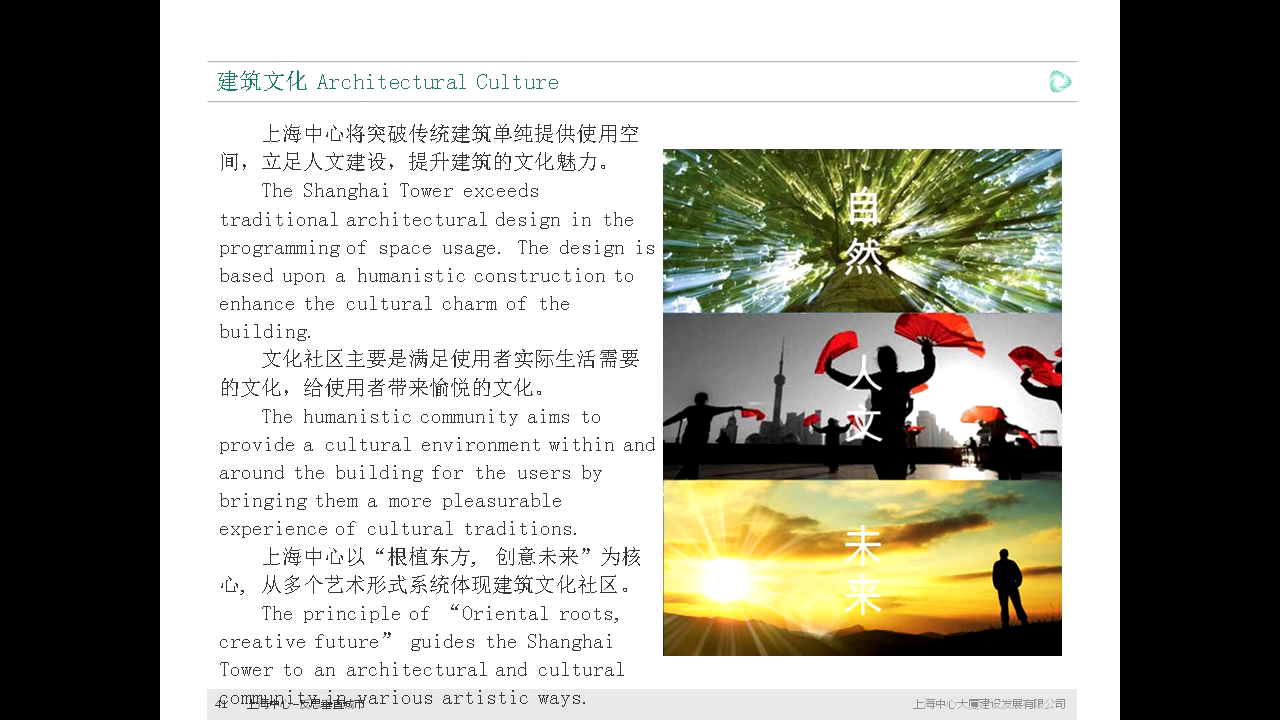 建筑文化 Architectural Culture
上海中心将突破传统建筑单纯提供使用空
间，立足人文建设，提升建筑的文化魅力。
The Shanghai Tower exceeds
traditional architectural design in the
programming of space usage. The design is
based upon a humanistic construction to
enhance the cultural charm of the
building.
文化社区主要是满足使用者实际生活需要
的文化，给使用者带来愉悦的文化。
The humanistic community aims to
provide a cultural environment within and
around the building for the users by
bringing them a more pleasurable
experience of cultural traditions.
上海中心以“根植东方, 创意未来”为核
心, 从多个艺术形式系统体现建筑文化社区。
The principle of “Oriental roots,
creative future” guides the Shanghai
Tower to an architectural and cultural
community in various artistic ways.
自然
人文
未来
上海中心
上海中心大厦建设发展有限公司